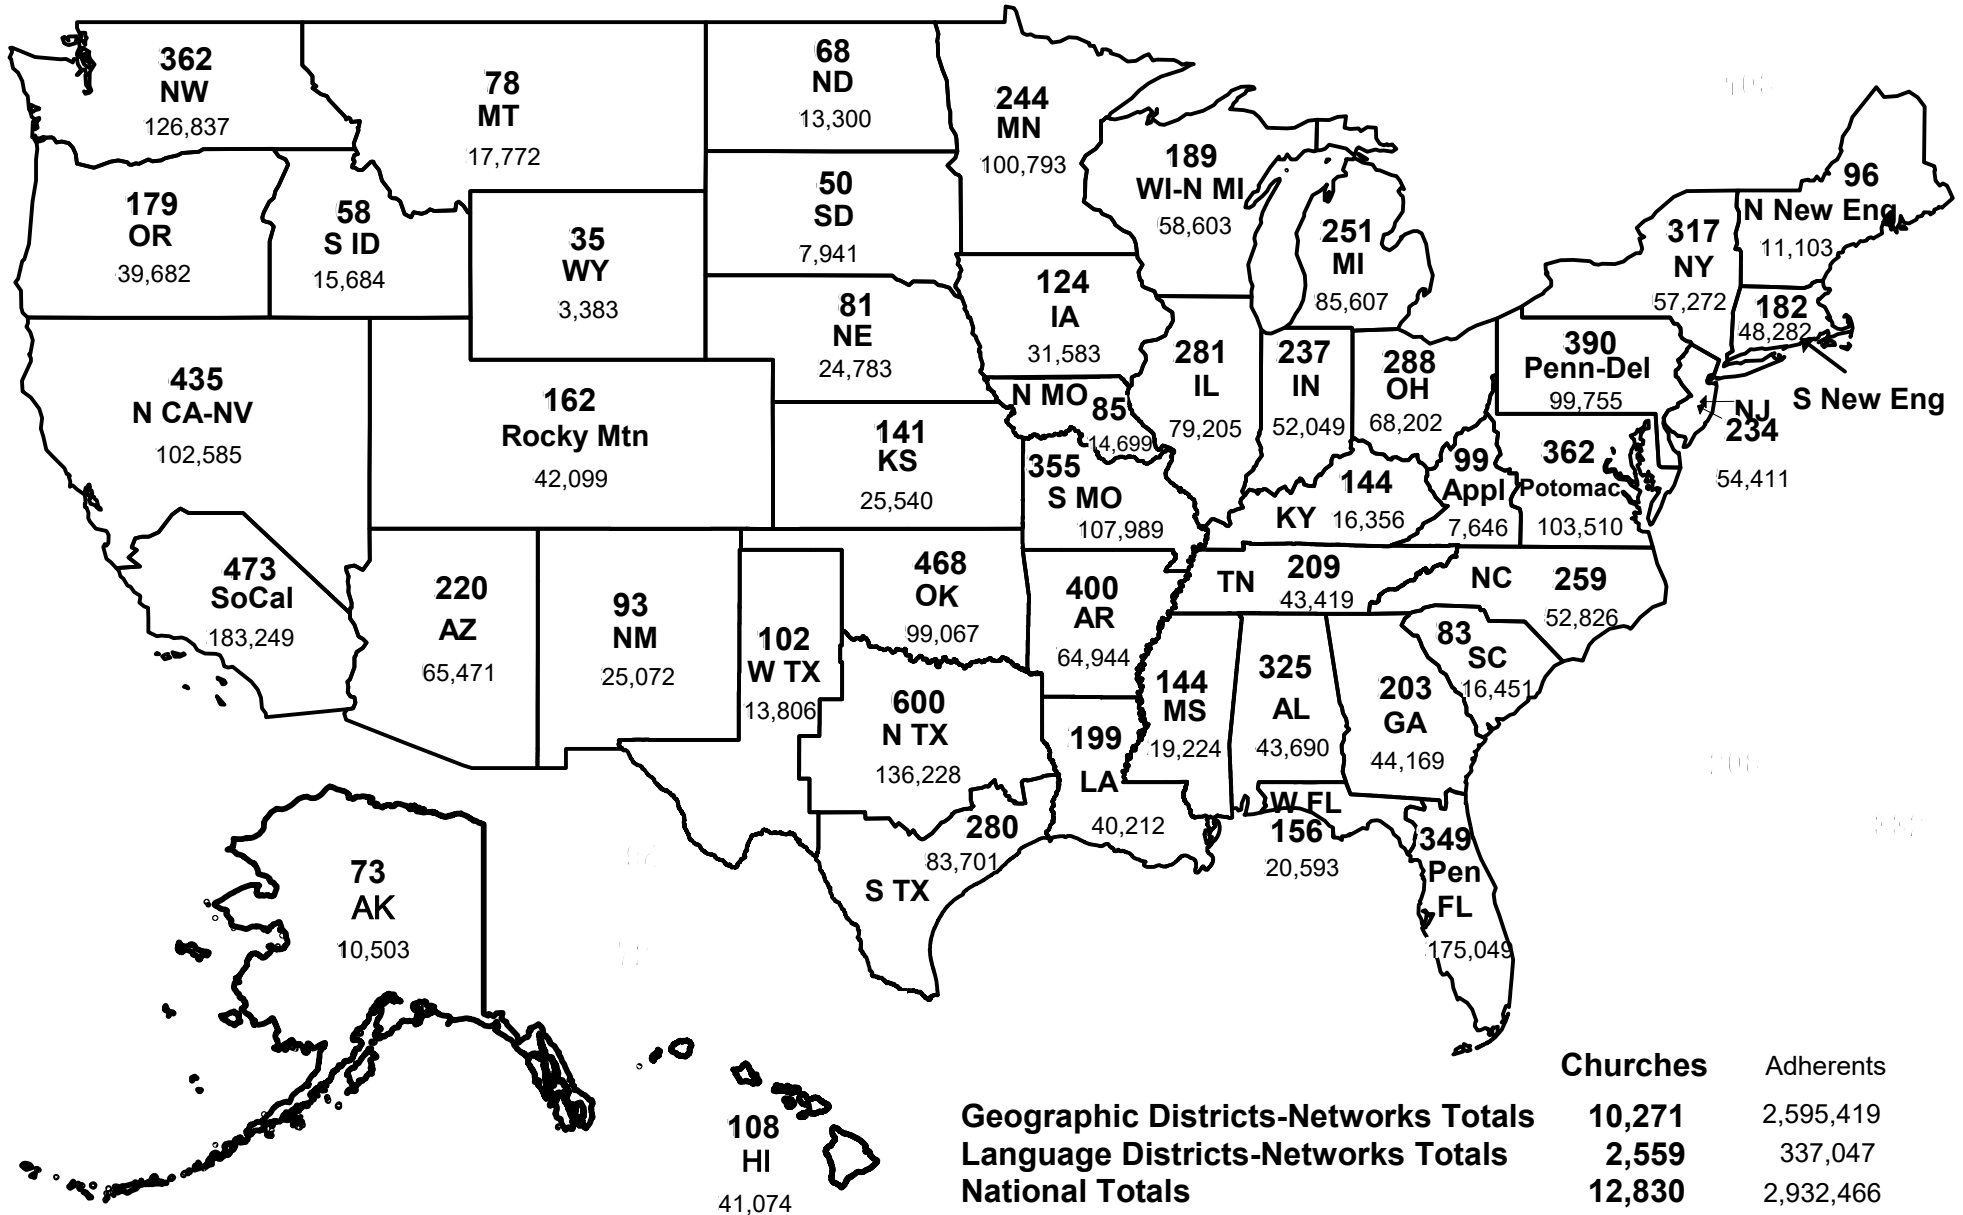 362
NW
126,837
78
MT
17,772
68
ND
13,300
244
MN
100,793
189
WI-N MI
58,603
251
MI
85,607
96
N New Eng
11,103
317
NY
57,272
182
48,282
S New Eng
179
OR
39,682
58
S ID
15,684
35
WY
3,383
50
SD
7,941
81
NE
24,783
124
IA
31,583
281
IL
79,205
237
IN
52,049
288
OH
68,202
390
Penn-Del
99,755
NJ
234
54,411
435
N CA-NV
102,585
162
Rocky Mtn
42,099
141
KS
25,540
N MO
85
14,699
355
S MO
107,989
144
KY
16,356
99
Appl
7,646
362
Potomac
103,510
473
SoCal
183,249
220
AZ
65,471
93
NM
25,072
102
W TX
13,806
468
OK
99,067
400
AR
64,944
TN
209
43,419
NC
259
52,826
83
SC
16,451
600
N TX
136,228
199
LA
40,212
144
MS
19,224
325
AL
43,690
203
GA
44,169
280
83,701
S TX
W FL
156
20,593
349
Pen
FL
175,049
73
AK
10,503
108
HI
41,074
Churches Adherents
Geographic Districts-Networks Totals 10,271 2,595,419
Language Districts-Networks Totals 2,559 337,047
National Totals 12,830 2,932,466